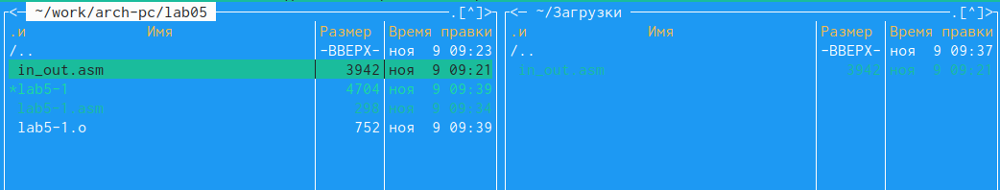 <─ ~/work/arch-pc/lab05 .[^]>
.и Имя Размер Время правки
/.. -ВВЕРХ- ноя 9 09:23
in_out.asm 3942 ноя 9 09:21
*lab5-1 4704 ноя 9 09:39
lab5-1.asm 298 ноя 9 09:34
lab5-1.o 752 ноя 9 09:39
<─ ~/Загрузки .[^]>
.и Имя Размер Время правки
/.. -ВВЕРХ- ноя 9 09:37
in_out.asm 3942 ноя 9 09:21